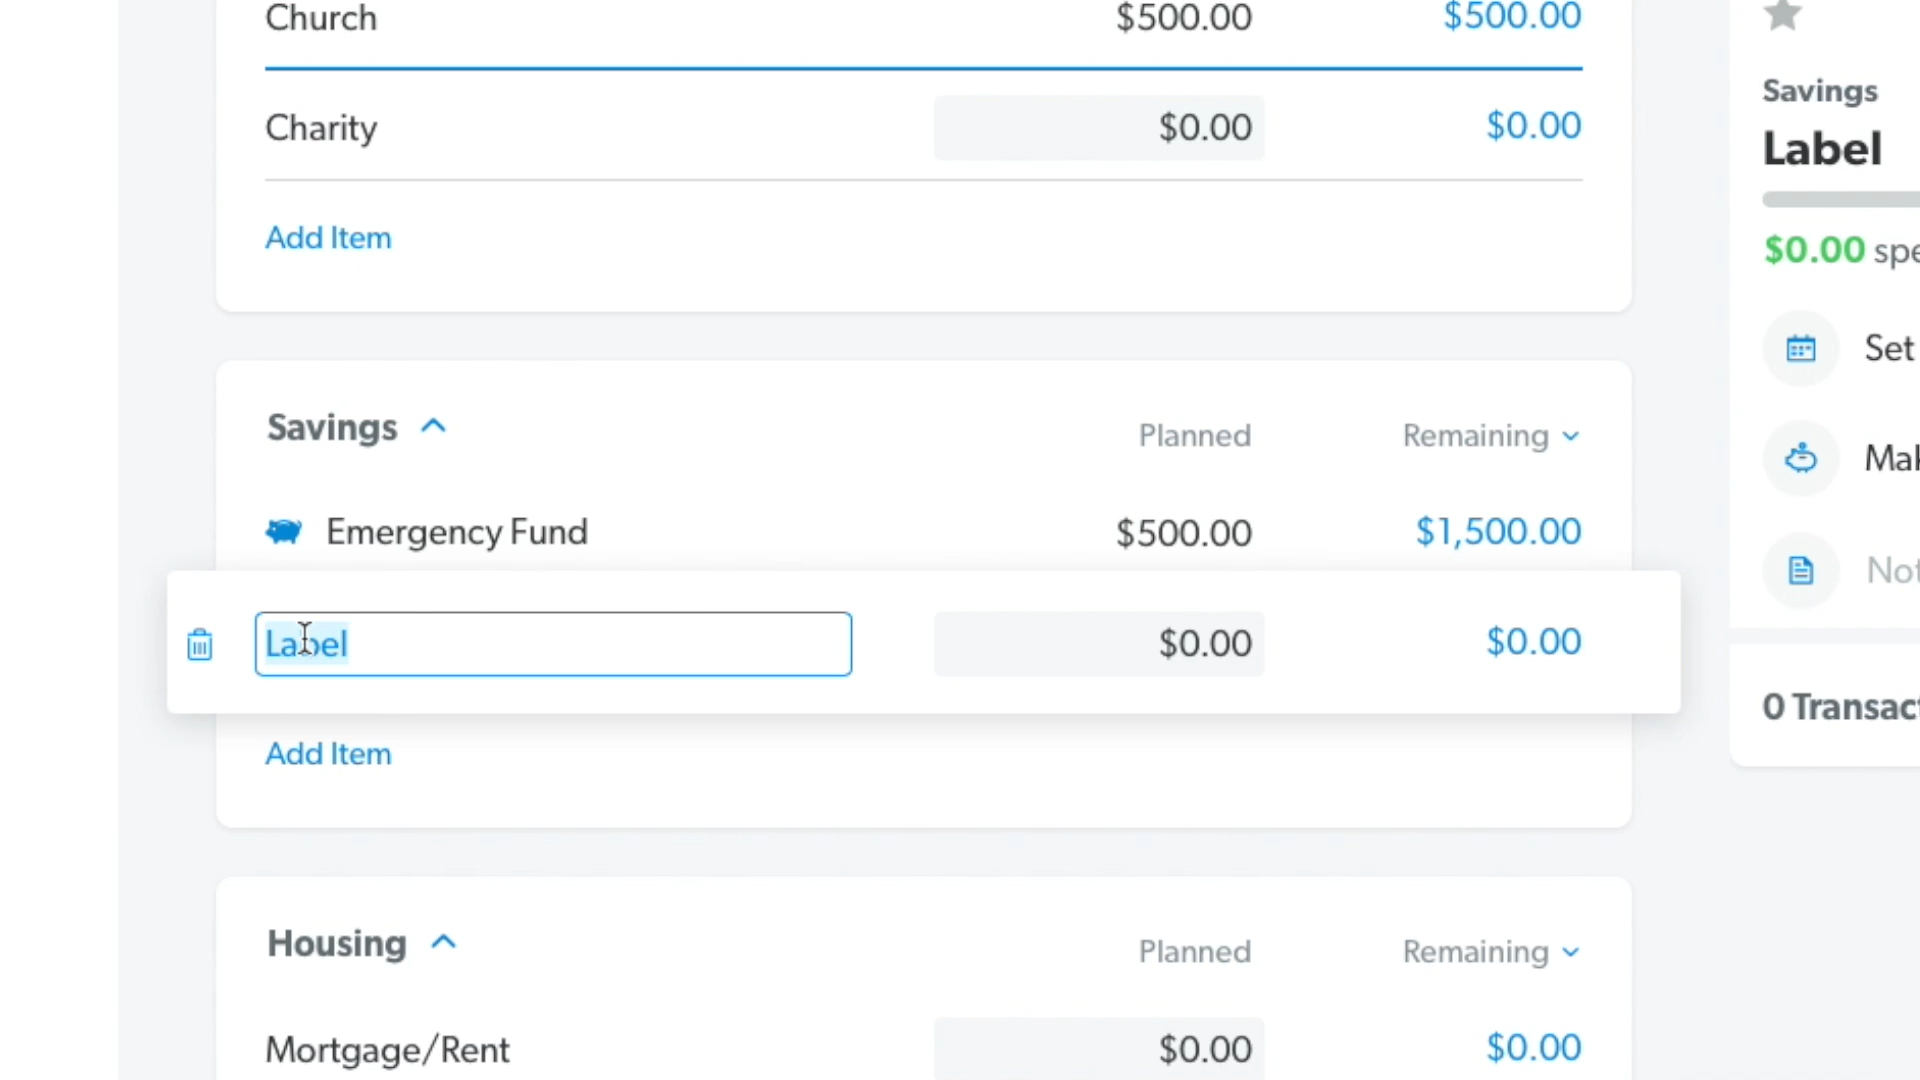 Church $500.00 $500.00
Charity $0.00 $0.00
Add Item
Savings Planned Remaining
Emergency Fund $500.00 $1,500.00
Label $0.00 $0.00
Add Item
Housing Planned Remaining
Mortgage/Rent $0.00 $0.00
Savings
Label
$0.00 spe
Set
Mak
Not
0 Transact